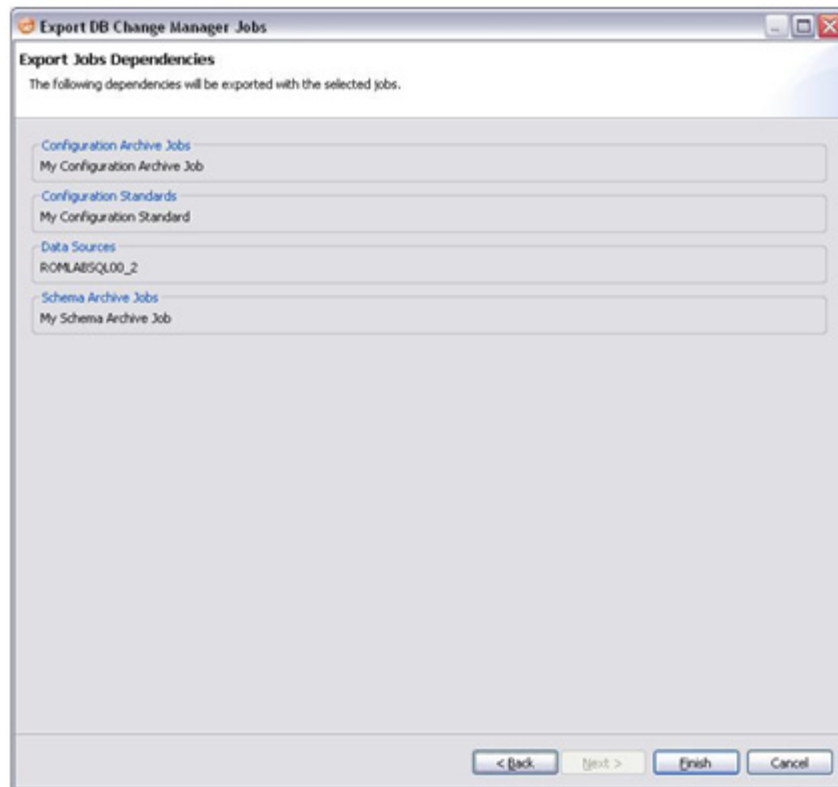 Export DB Change Manager Jobs
Export Jobs Dependencies
The following dependencies will be exported with the selected jobs.
Configuration Archive Jobs
My Configuration Archive Job
Configuration Standards
My Configuration Standard
Data Sources
ROMLABSQL00_2
Schema Archive Jobs
My Schema Archive Job
< Back Next > Finish Cancel